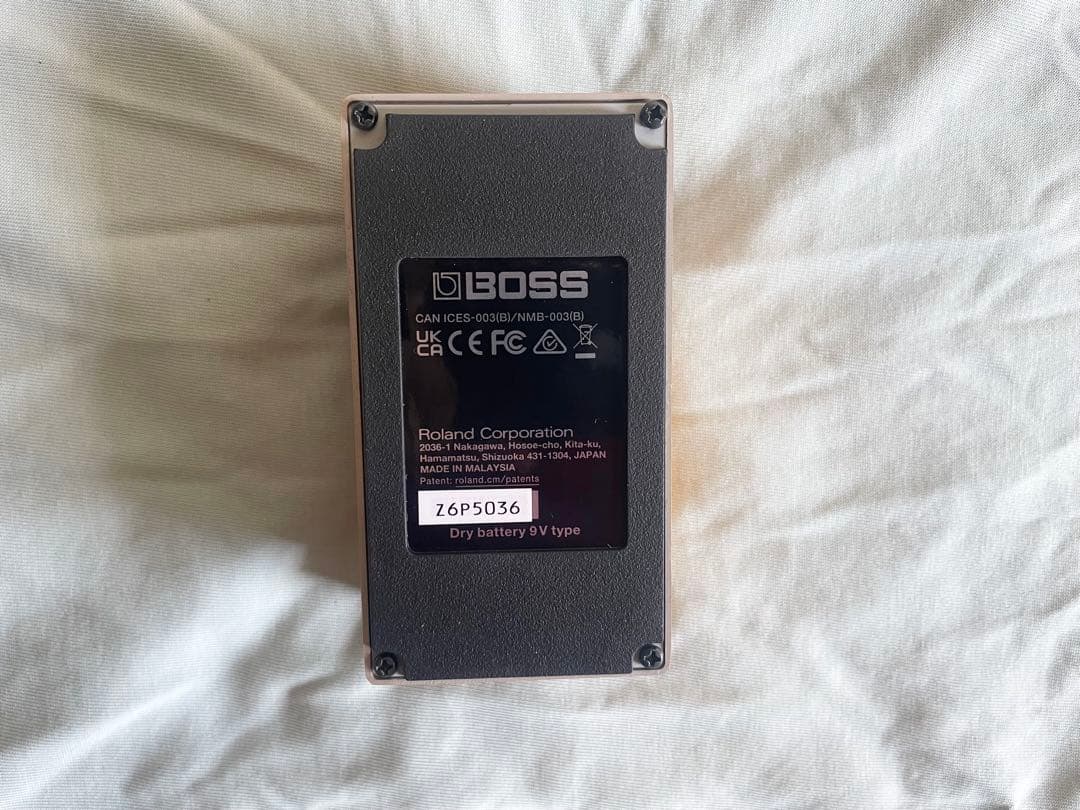 BOSS
CAN ICES-003(B)/NMB-003(B)
UK
CA CE FC
Roland Corporation
2036-1 Nakagawa, Hosoe-cho, Kita-ku,
Hamamatsu, Shizuoka 431-1304, JAPAN
MADE IN MALAYSIA
Patent: roland.cm/patents
Z6P5036
Dry battery 9V type